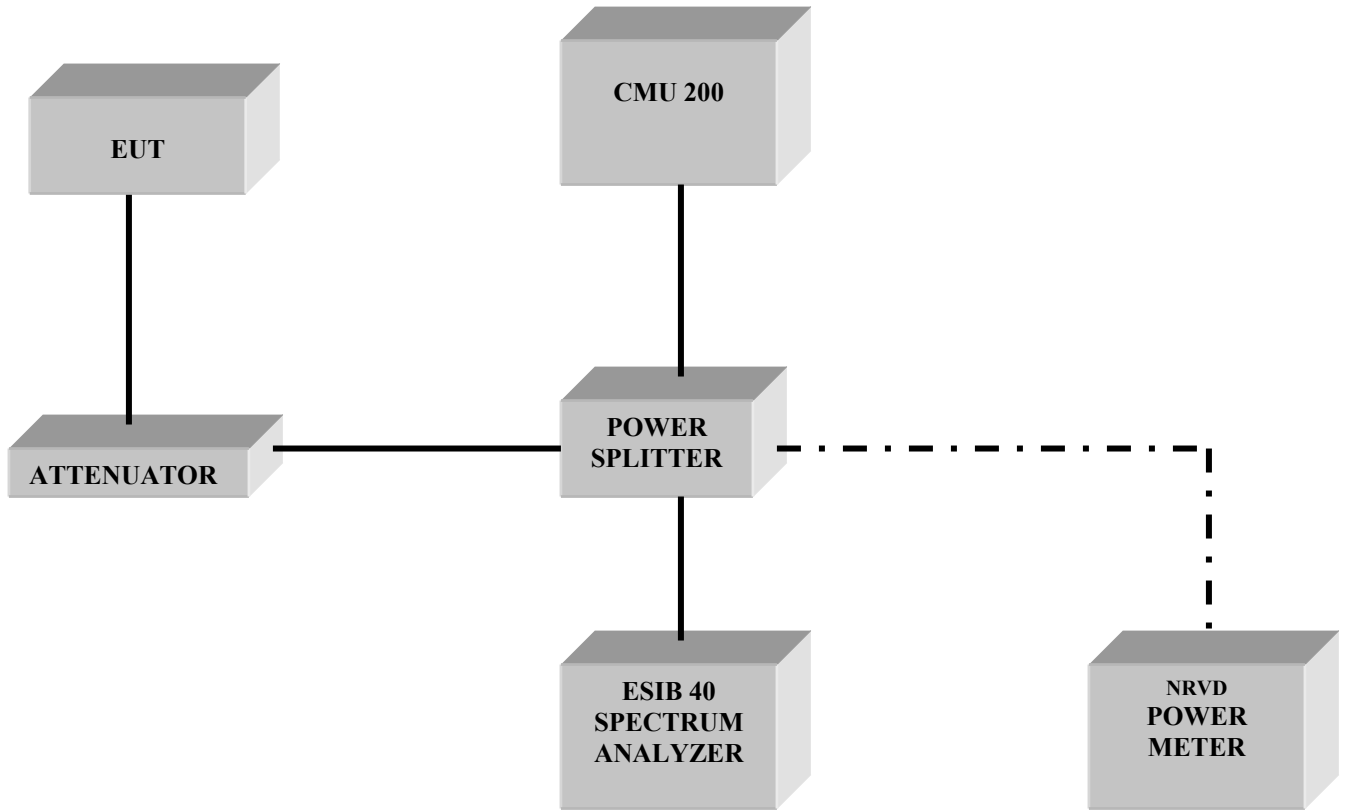 CMU 200
EUT
POWER
SPLITTER
ATTENUATOR
ESIB 40
SPECTRUM
ANALYZER
NRVD
POWER
METER